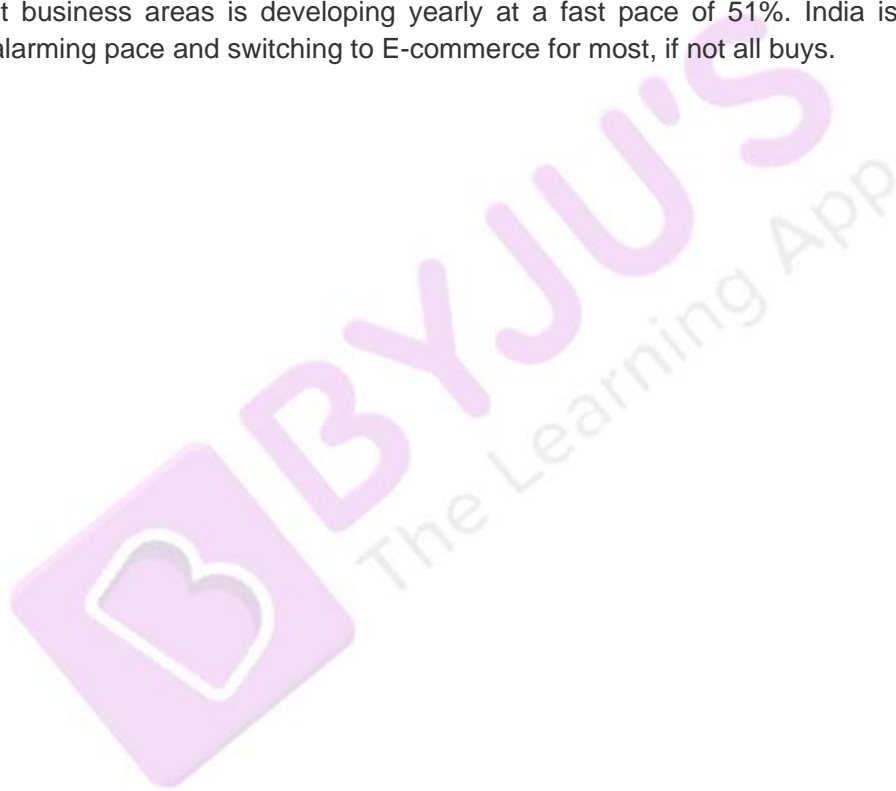 t business areas is developing yearly at a fast pace of 51%. India is
alarming pace and switching to E-commerce for most, if not all buys.
BYJU'S
The Learning App